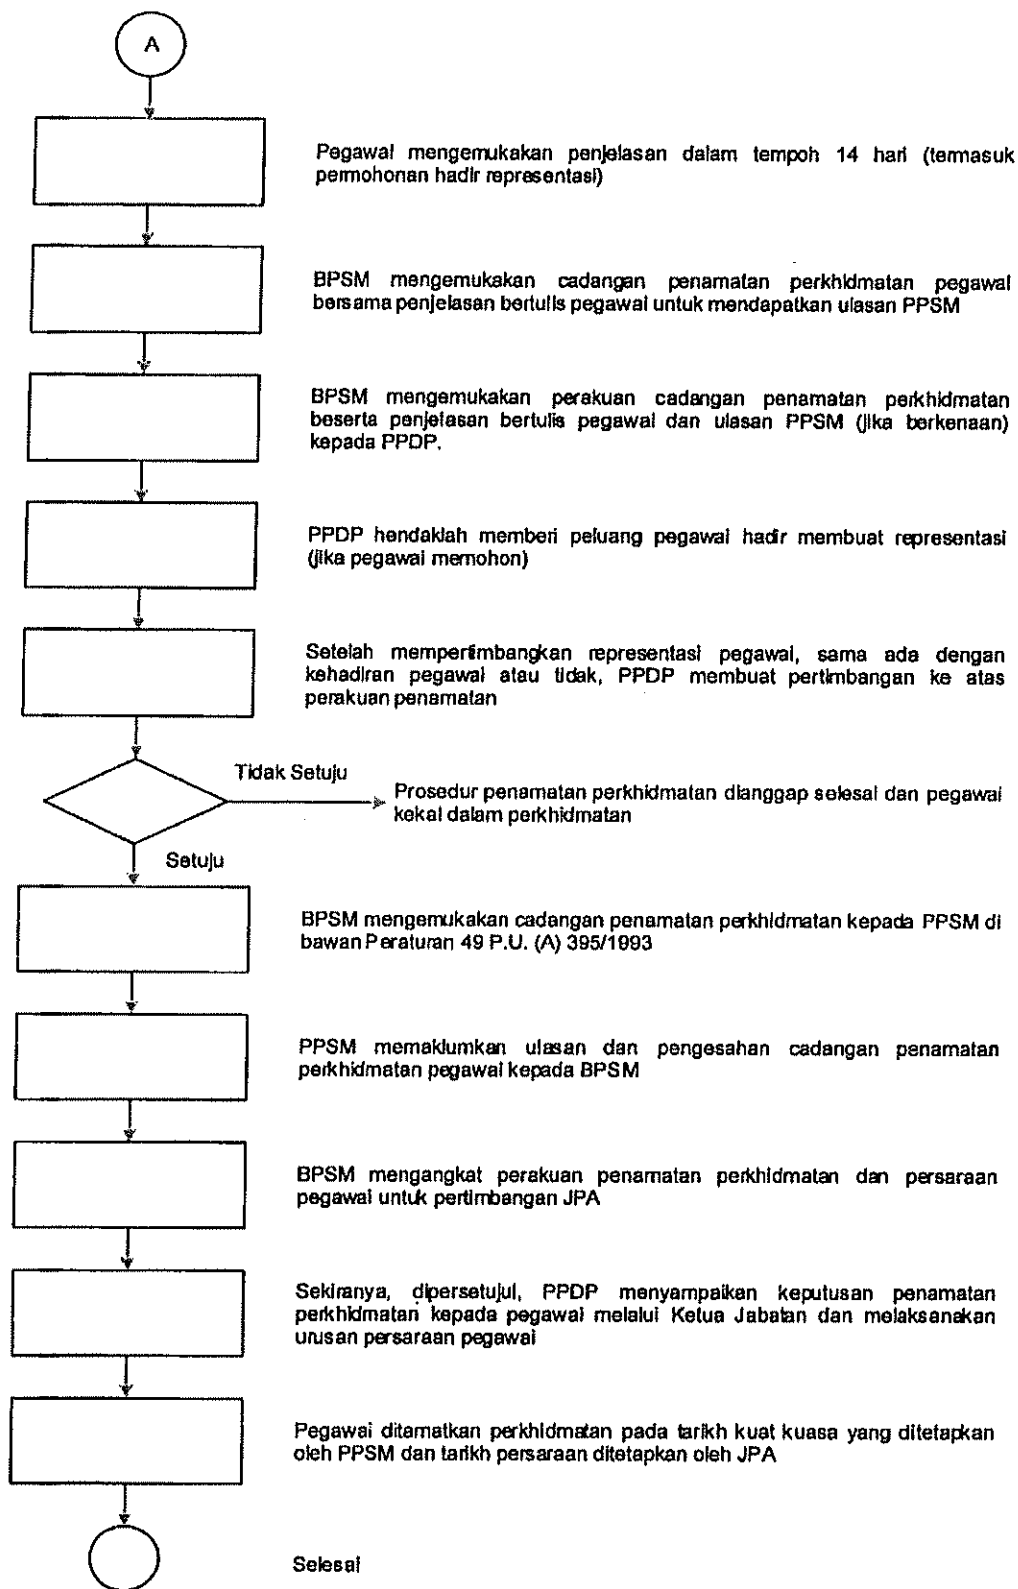 A
Pegawai mengemukakan penjelasan dalam tempoh 14 hari (termasuk
permohonan hadir representasi)
BPSM mengemukakan cadangan penamatan perkhidmatan pegawai
bersama penjelasan bertulis pegawai untuk mendapatkan ulasan PPSM
BPSM mengemukakan perakuan cadangan penamatan perkhidmatan
beserta penjelasan bertulis pegawai dan ulasan PPSM (jika berkenaan)
kepada PPDP.
PPDP hendaklah memberi peluang pegawai hadir membuat representasi
(jika pegawai memohon)
Setelah mempertimbangkan representasi pegawai, sama ada dengan
kehadiran pegawai atau tidak, PPDP membuat pertimbangan ke atas
perakuan penamatan
Tidak Setuju
Prosedur penamatan perkhidmatan dianggap selesai dan pegawai
kekal dalam perkhidmatan
Setuju
BPSM mengemukakan cadangan penamatan perkhidmatan kepada PPSM di
bawan Peraturan 49 P.U. (A) 395/1993
PPSM memaklumkan ulasan dan pengesahan cadangan penamatan
perkhidmatan pegawai kepada BPSM
BPSM mengangkat perakuan penamatan perkhidmatan dan persaraan
pegawai untuk pertimbangan JPA
Sekiranya, dipersetujui, PPDP menyampaikan keputusan penamatan
perkhidmatan kepada pegawai melalui Ketua Jabatan dan melaksanakan
urusan persaraan pegawai
Pegawai ditamatkan perkhidmatan pada tarikh kuat kuasa yang ditetapkan
oleh PPSM dan tarikh persaraan ditetapkan oleh JPA
Selesai